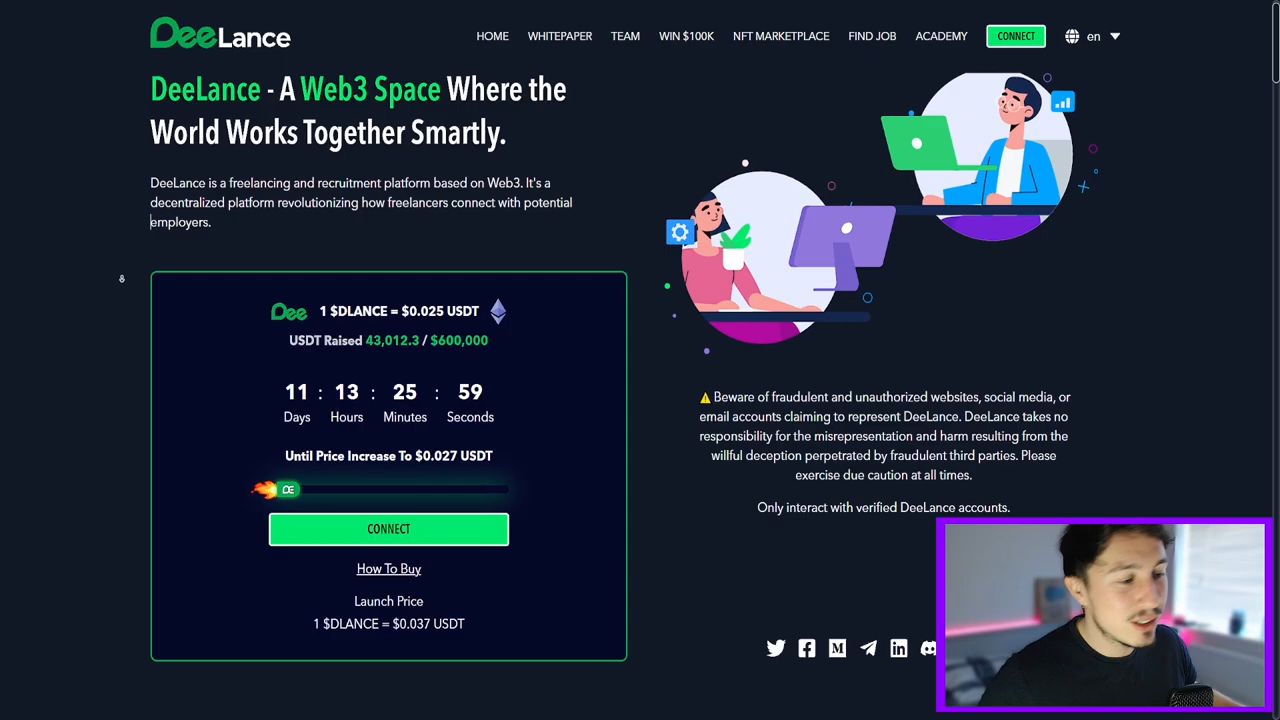 DeeLance
HOME WHITEPAPER TEAM WIN $100K NFT MARKETPLACE FIND JOB ACADEMY CONNECT en
DeeLance - A Web3 Space Where the
World Works Together Smartly.
DeeLance is a freelancing and recruitment platform based on Web3. It's a
decentralized platform revolutionizing how freelancers connect with potential
employers.
Dee 1 $DLANCE = $0.025 USDT
USDT Raised 43,012.3 / $600,000
11 : 13 : 25 : 59
Days Hours Minutes Seconds
Until Price Increase To $0.027 USDT
DE
CONNECT
How To Buy
Launch Price
1 $DLANCE = $0.037 USDT
⚠️ Beware of fraudulent and unauthorized websites, social media, or
email accounts claiming to represent DeeLance. DeeLance takes no
responsibility for the misrepresentation and harm resulting from the
willful deception perpetrated by fraudulent third parties. Please
exercise due caution at all times.
Only interact with verified DeeLance accounts.